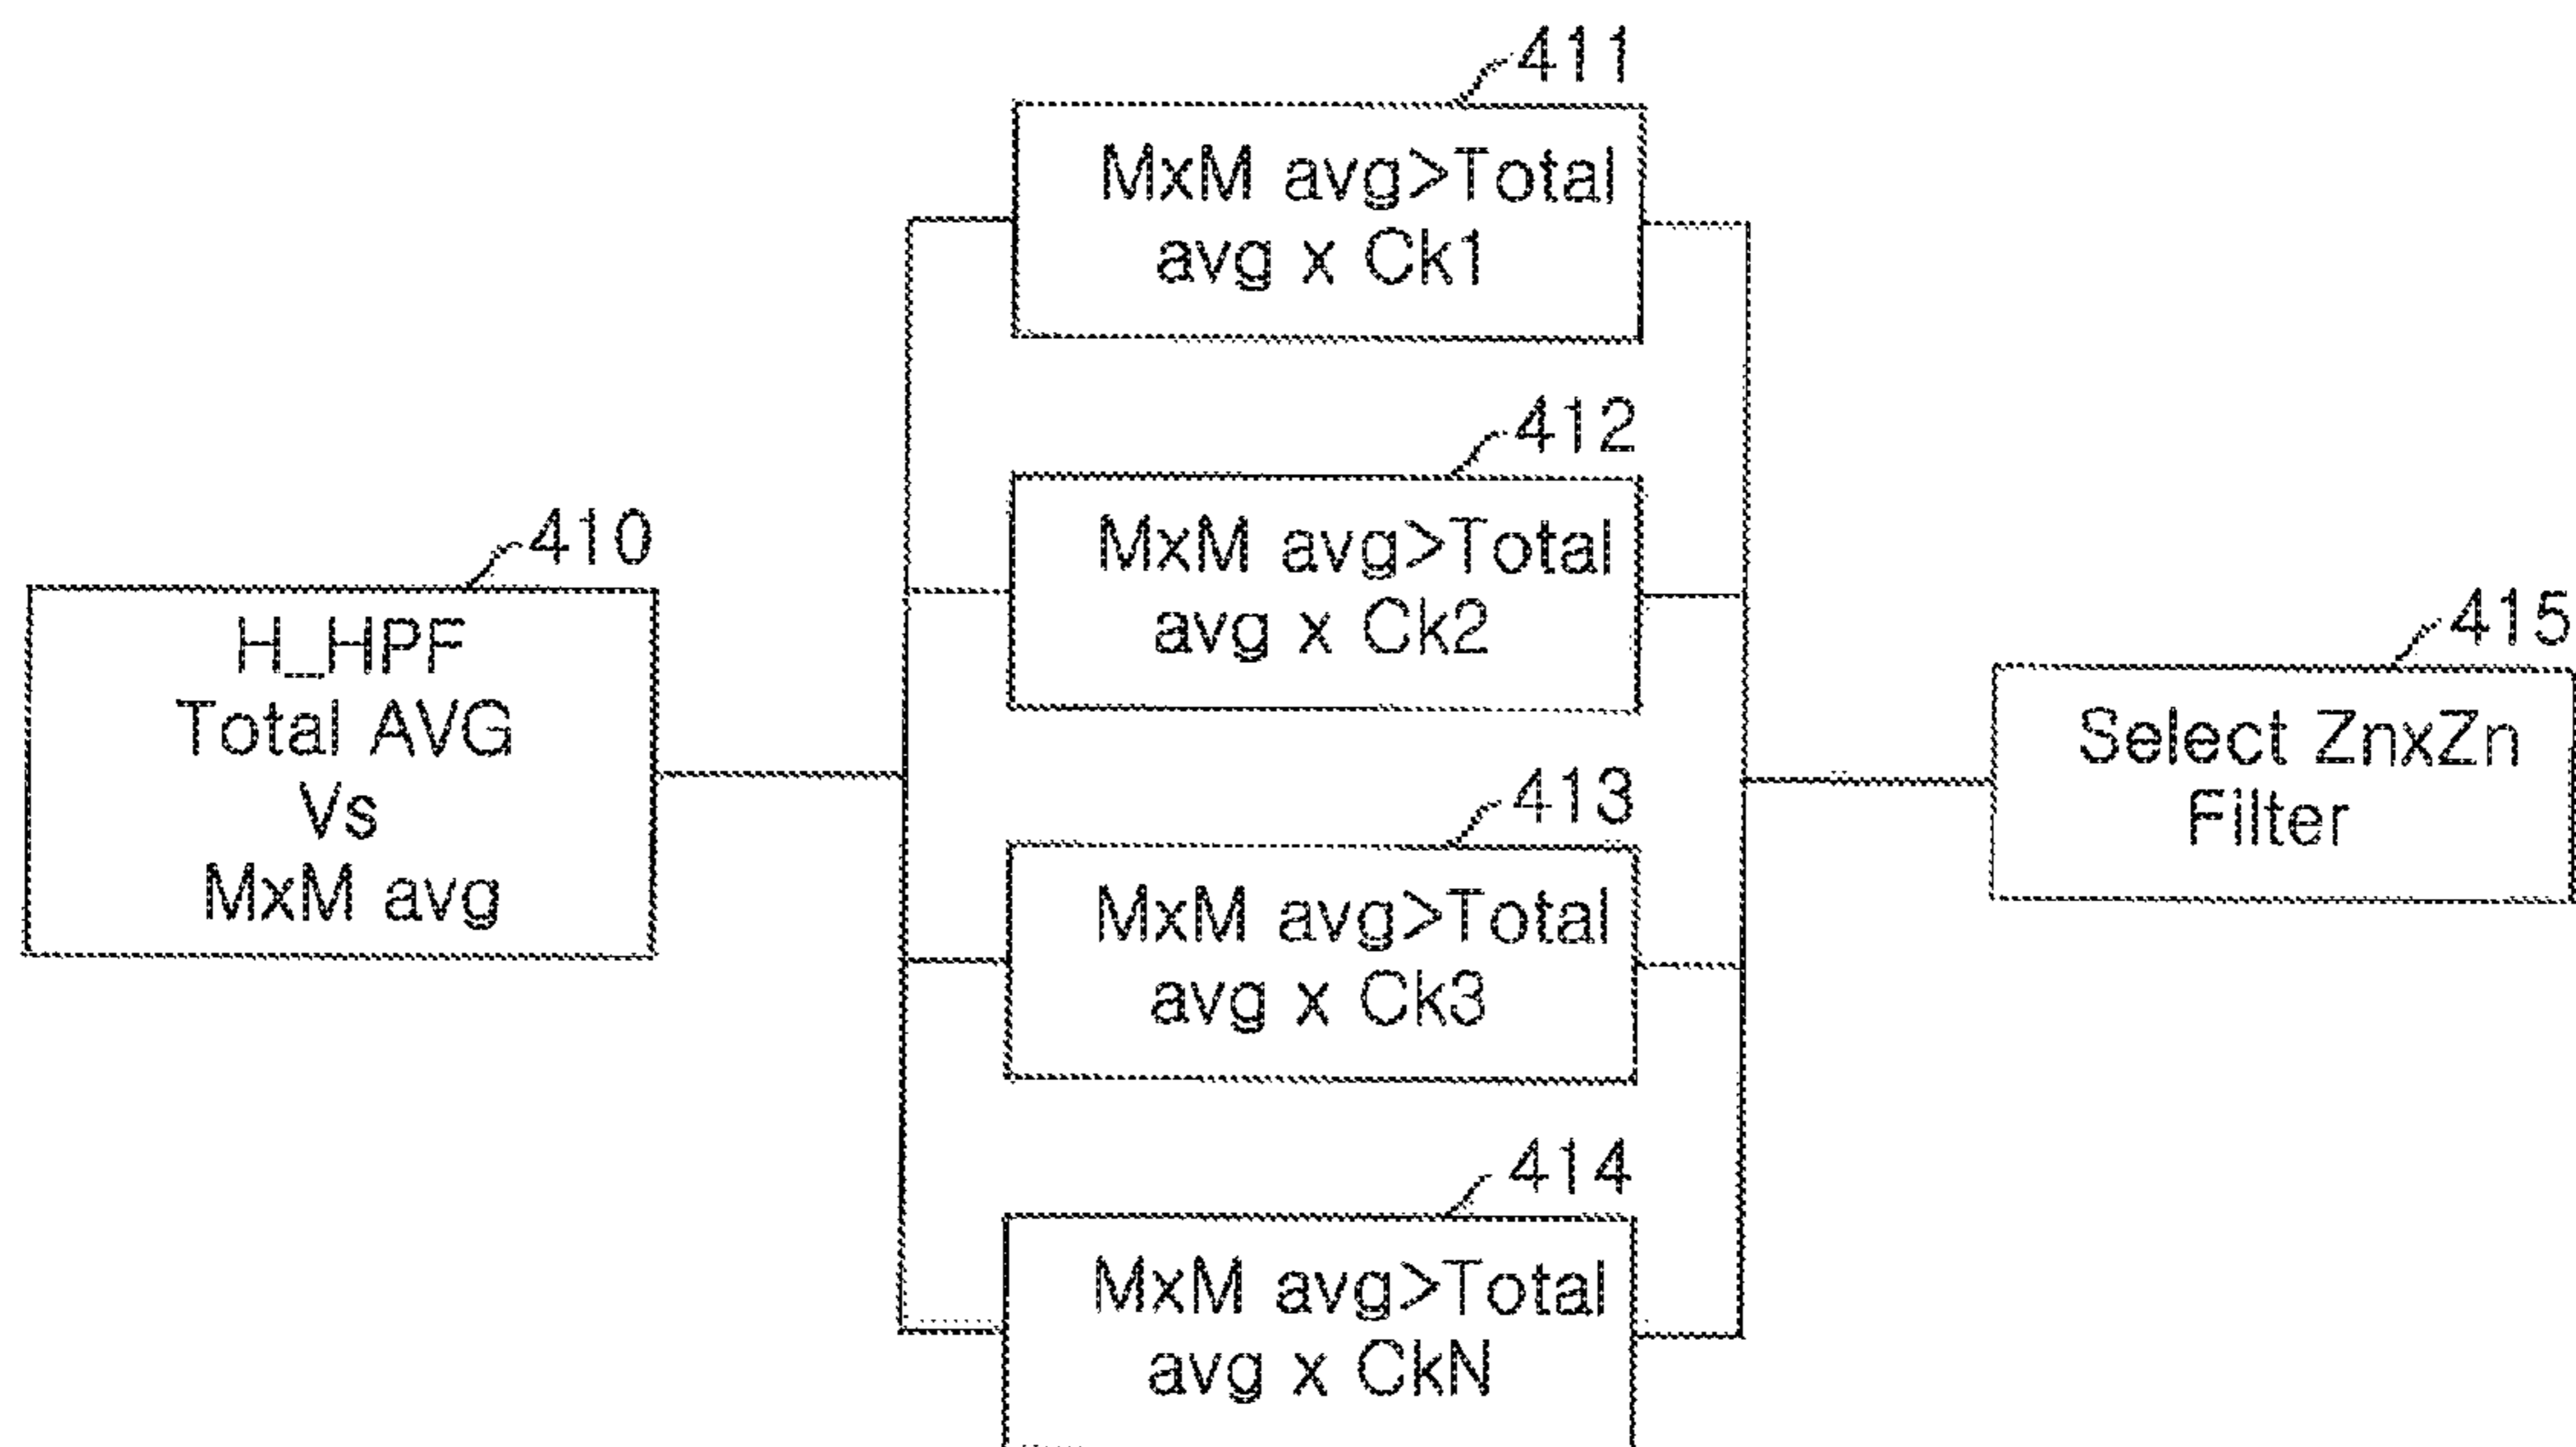 410
H_HPF
Total AVG
Vs
MxM avg
411
MxM avg>Total
avg x Ck1
412
MxM avg>Total
avg x Ck2
413
MxM avg>Total
avg x Ck3
414
MxM avg>Total
avg x CkN
415
Select ZnxZn
Filter